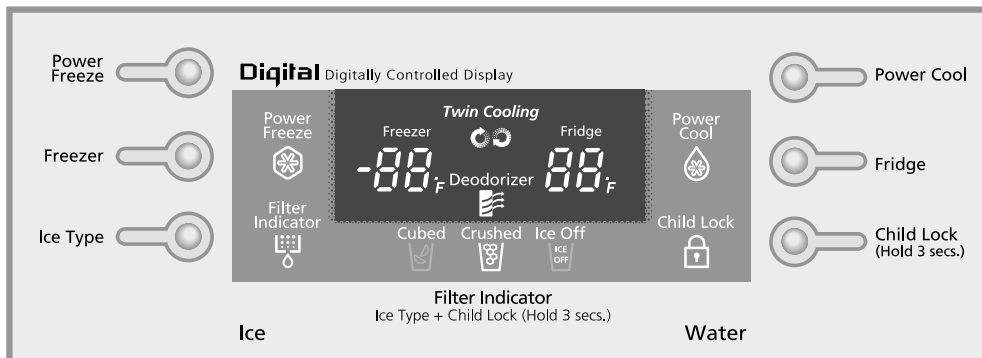 Power
Freeze
Freezer
Ice Type
Digital Digitally Controlled Display
Power
Freeze
Filter
Indicator
Twin Cooling
Freezer
Fridge
-88°F
88°F
Deodorizer
Cubed
Crushed
Ice Off
ICE
OFF
Power
Cool
Child Lock
Power Cool
Fridge
Child Lock
(Hold 3 secs.)
Filter Indicator
Ice Type + Child Lock (Hold 3 secs.)
Ice
Water